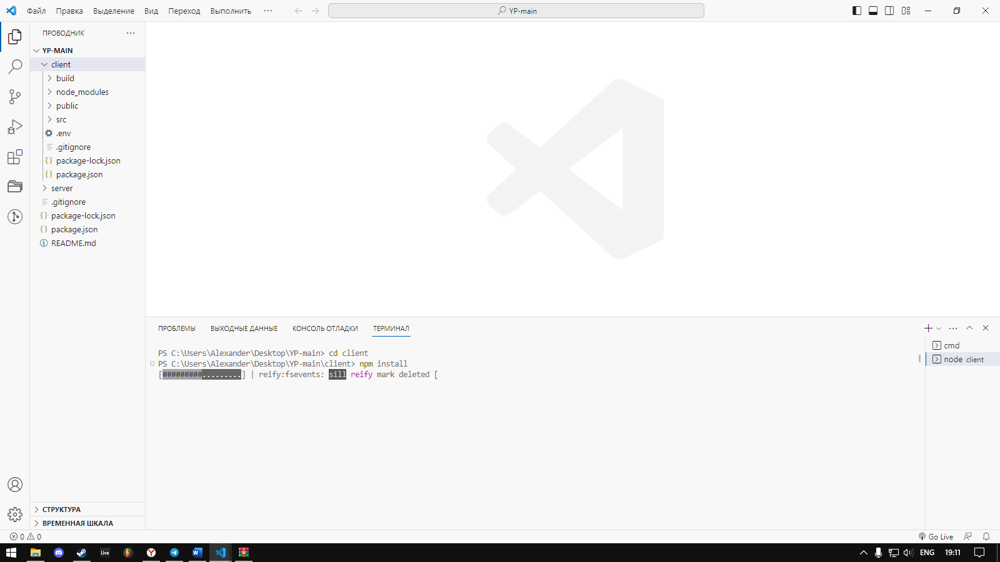 Файл Правка Выделение Вид Переход Выполнить ···
YP-main
ПРОВОДНИК
YP-MAIN
client
build
node_modules
public
src
.env
.gitignore
package-lock.json
package.json
server
.gitignore
package-lock.json
package.json
README.md
СТРУКТУРА
ВРЕМЕННАЯ ШКАЛА
ПРОБЛЕМЫ ВЫХОДНЫЕ ДАННЫЕ КОНСОЛЬ ОТЛАДКИ ТЕРМИНАЛ
PS C:\Users\Alexander\Desktop\YP-main> cd client
PS C:\Users\Alexander\Desktop\YP-main\client> npm install
[#########.........] | reify:fsevents: sill reify mark deleted [
cmd
node client
0 0
Go Live
Live
ENG 19:11